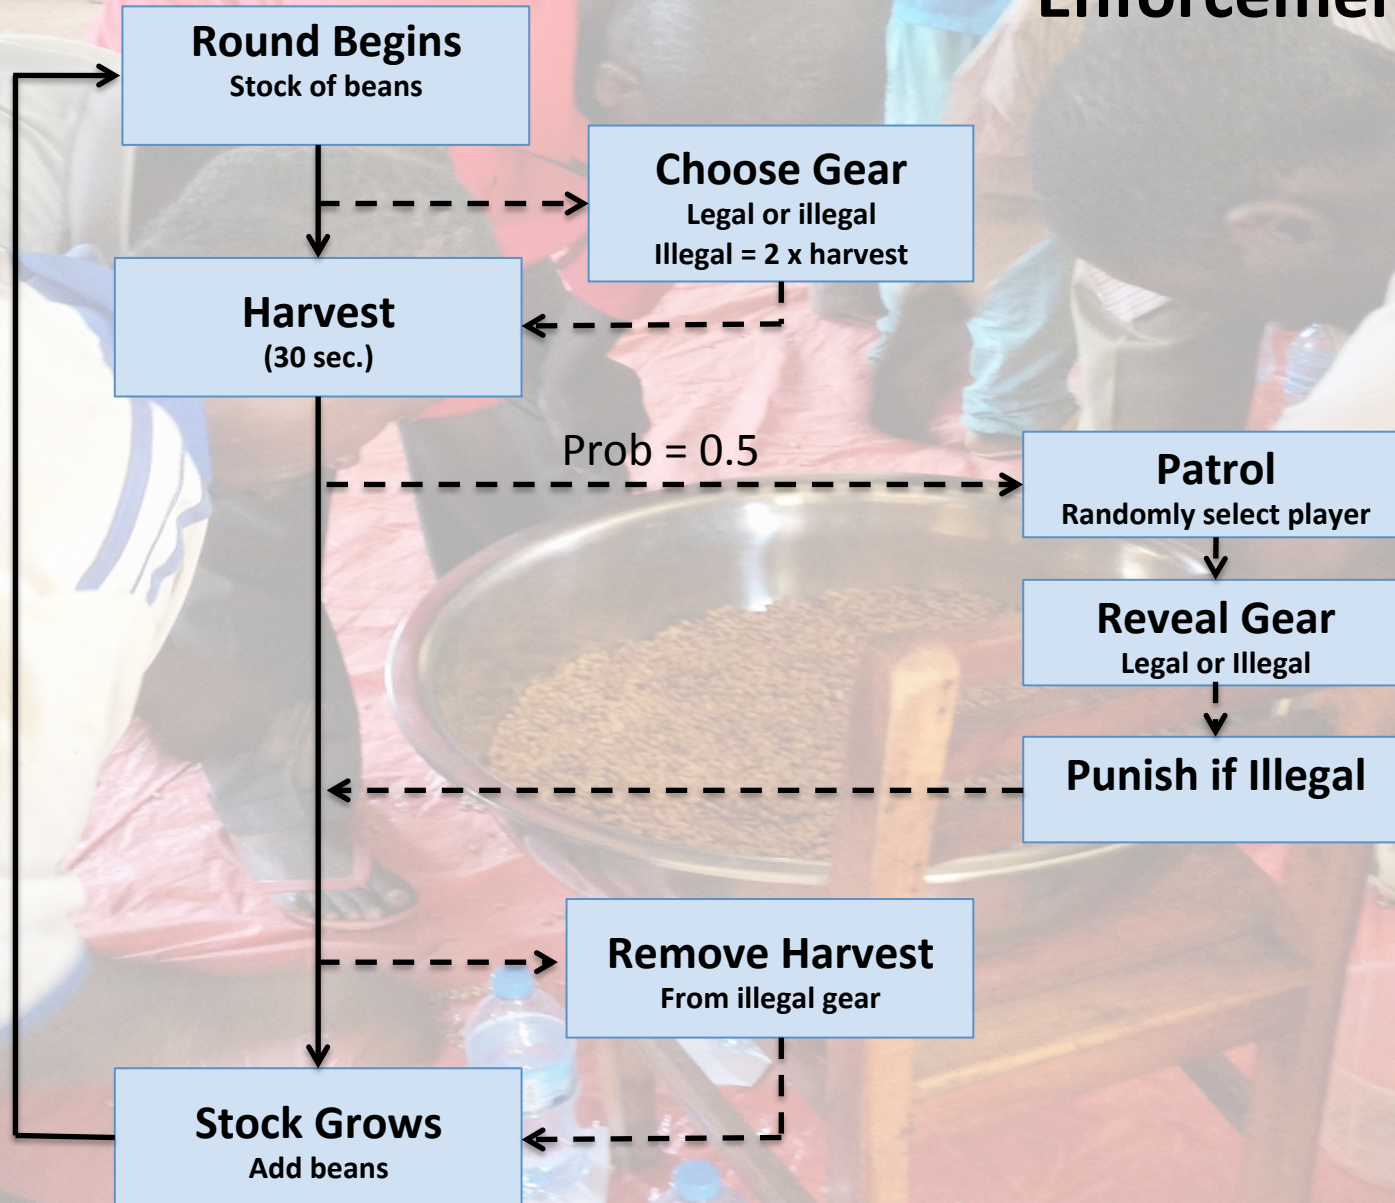 Round Begins
Stock of beans
Choose Gear
Legal or illegal
Illegal = 2 x harvest
Harvest
(30 sec.)
Prob = 0.5
Patrol
Randomly select player
Reveal Gear
Legal or Illegal
Punish if Illegal
Remove Harvest
From illegal gear
Stock Grows
Add beans